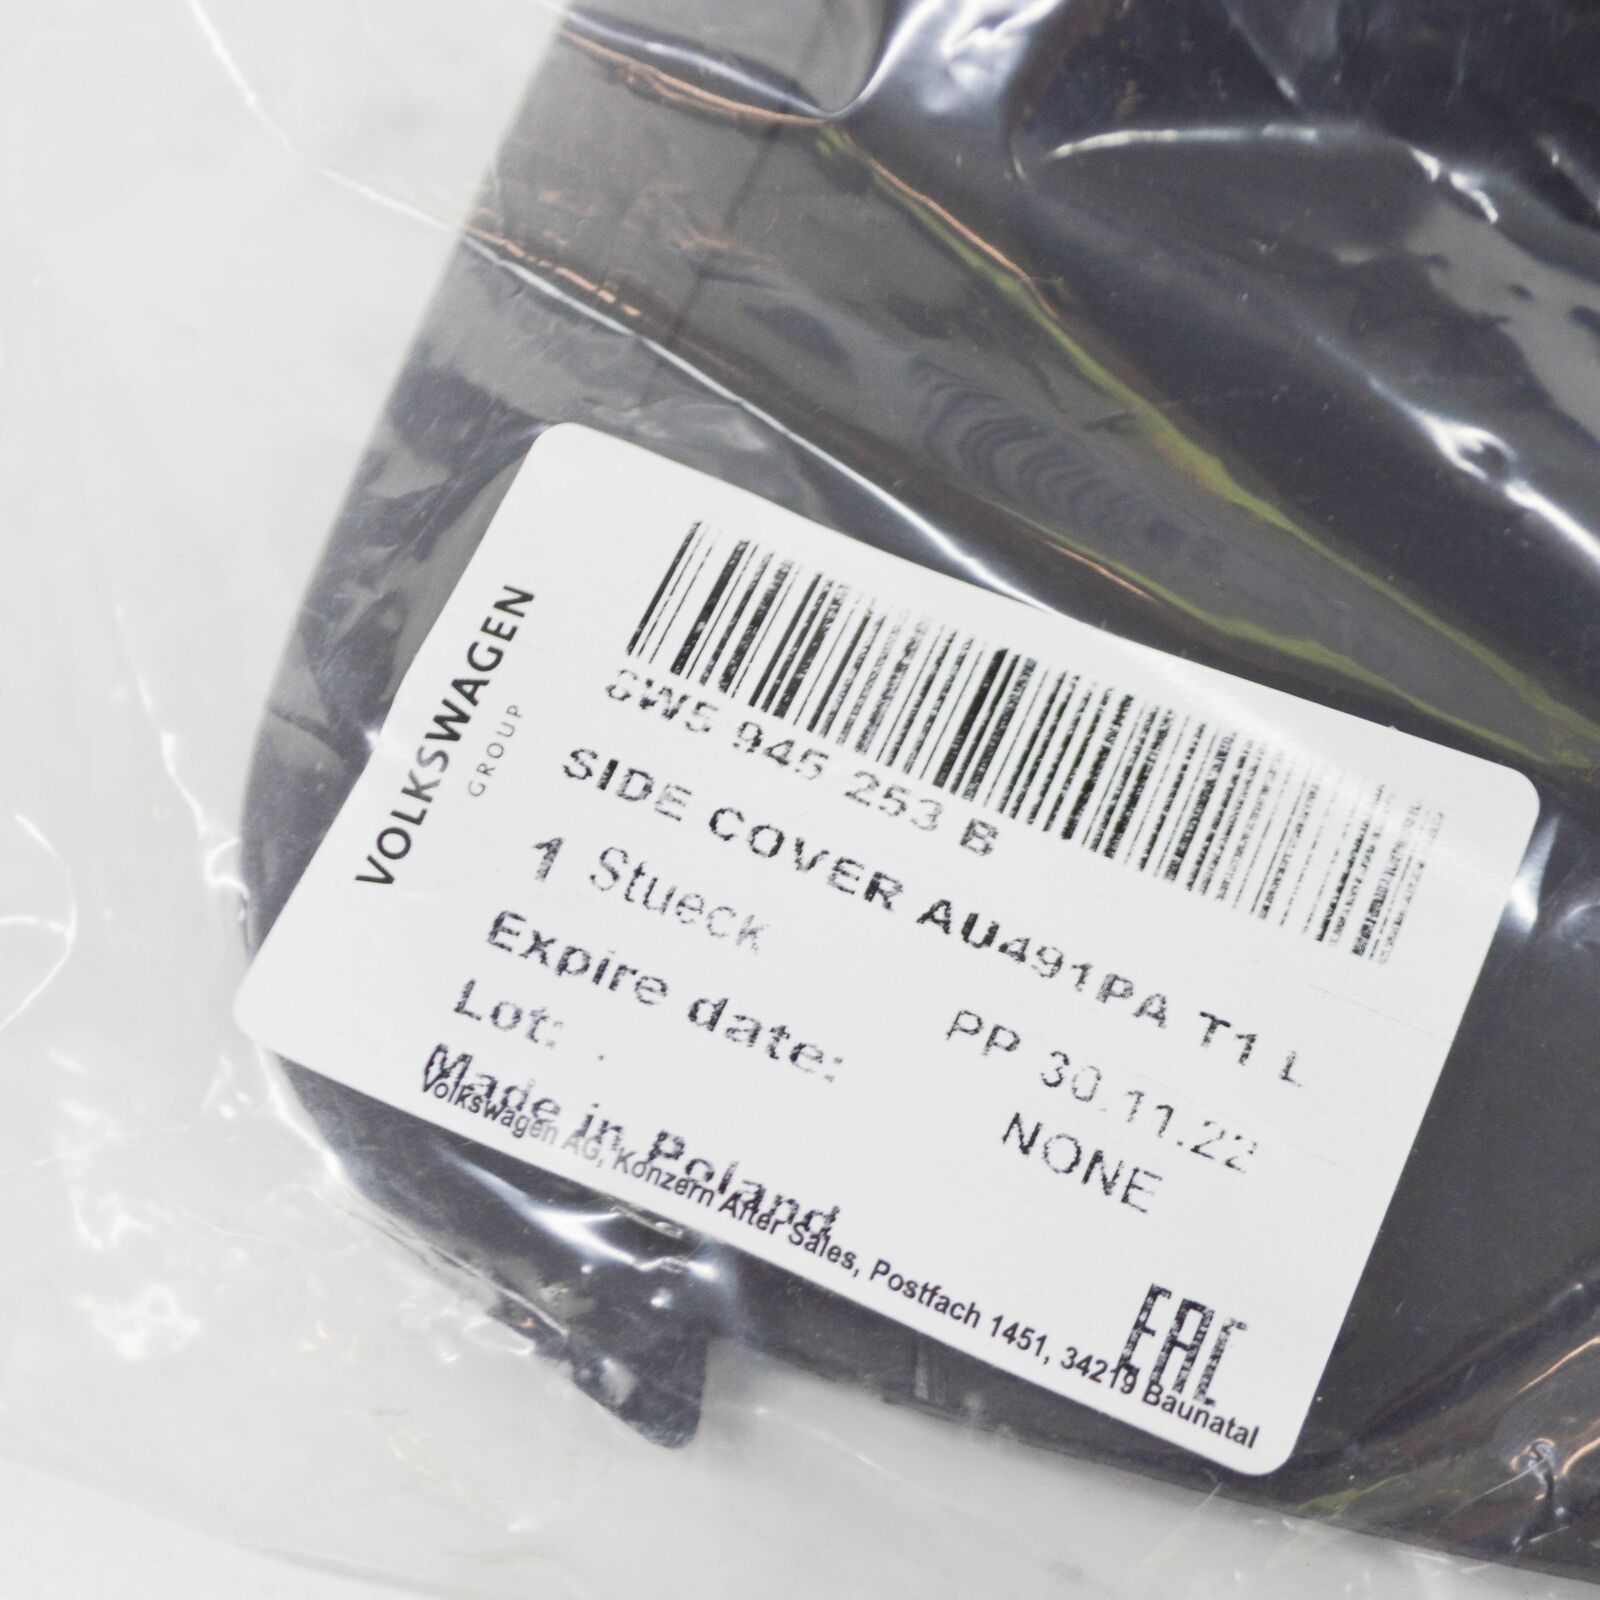 VOLKSWAGEN
GROUP
8W5 945 253 B
SIDE COVER AU491PA T1 L
1 Stueck PP 30.11.22
Expire date: NONE
Lot: .
Made in Poland
Volkswagen AG, Konzern After Sales, Postfach 1451, 34219 Baunatal
EAC